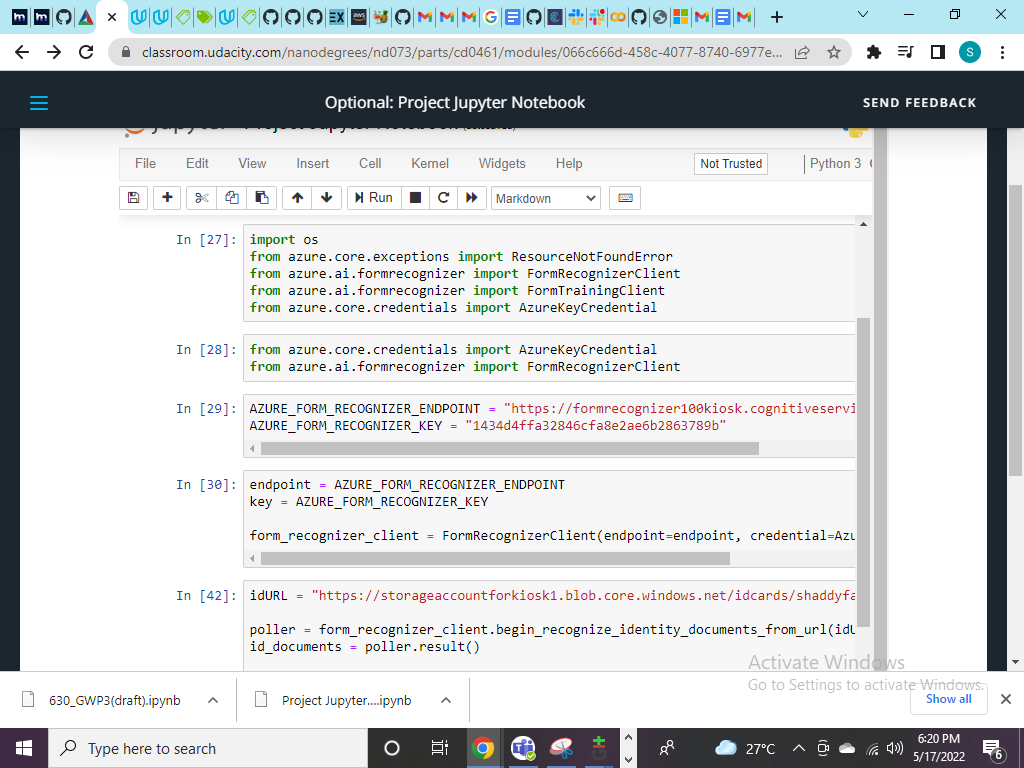 classroom.udacity.com/nanodegrees/nd073/parts/cd0461/modules/066c666d-458c-4077-8740-6977e...
S
Optional: Project Jupyter Notebook
SEND FEEDBACK
File Edit View Insert Cell Kernel Widgets Help Not Trusted Python 3
Run Markdown
In [27]: import os
from azure.core.exceptions import ResourceNotFoundError
from azure.ai.formrecognizer import FormRecognizerClient
from azure.ai.formrecognizer import FormTrainingClient
from azure.core.credentials import AzureKeyCredential
In [28]: from azure.core.credentials import AzureKeyCredential
from azure.ai.formrecognizer import FormRecognizerClient
In [29]: AZURE_FORM_RECOGNIZER_ENDPOINT = "https://formrecognizer100kiosk.cognitiveservi
AZURE_FORM_RECOGNIZER_KEY = "1434d4ffa32846cfa8e2ae6b2863789b"
In [30]: endpoint = AZURE_FORM_RECOGNIZER_ENDPOINT
key = AZURE_FORM_RECOGNIZER_KEY
form_recognizer_client = FormRecognizerClient(endpoint=endpoint, credential=Azu
In [42]: idURL = "https://storageaccountforkiosk1.blob.core.windows.net/idcards/shaddyfa
poller = form_recognizer_client.begin_recognize_identity_documents_from_url(idU
id_documents = poller.result()
Activate Windows
Go to Settings to activate Windows.
630_GWP3(draft).ipynb
Project Jupyter....ipynb
Show all
Type here to search
27°C
6:20 PM
5/17/2022
6